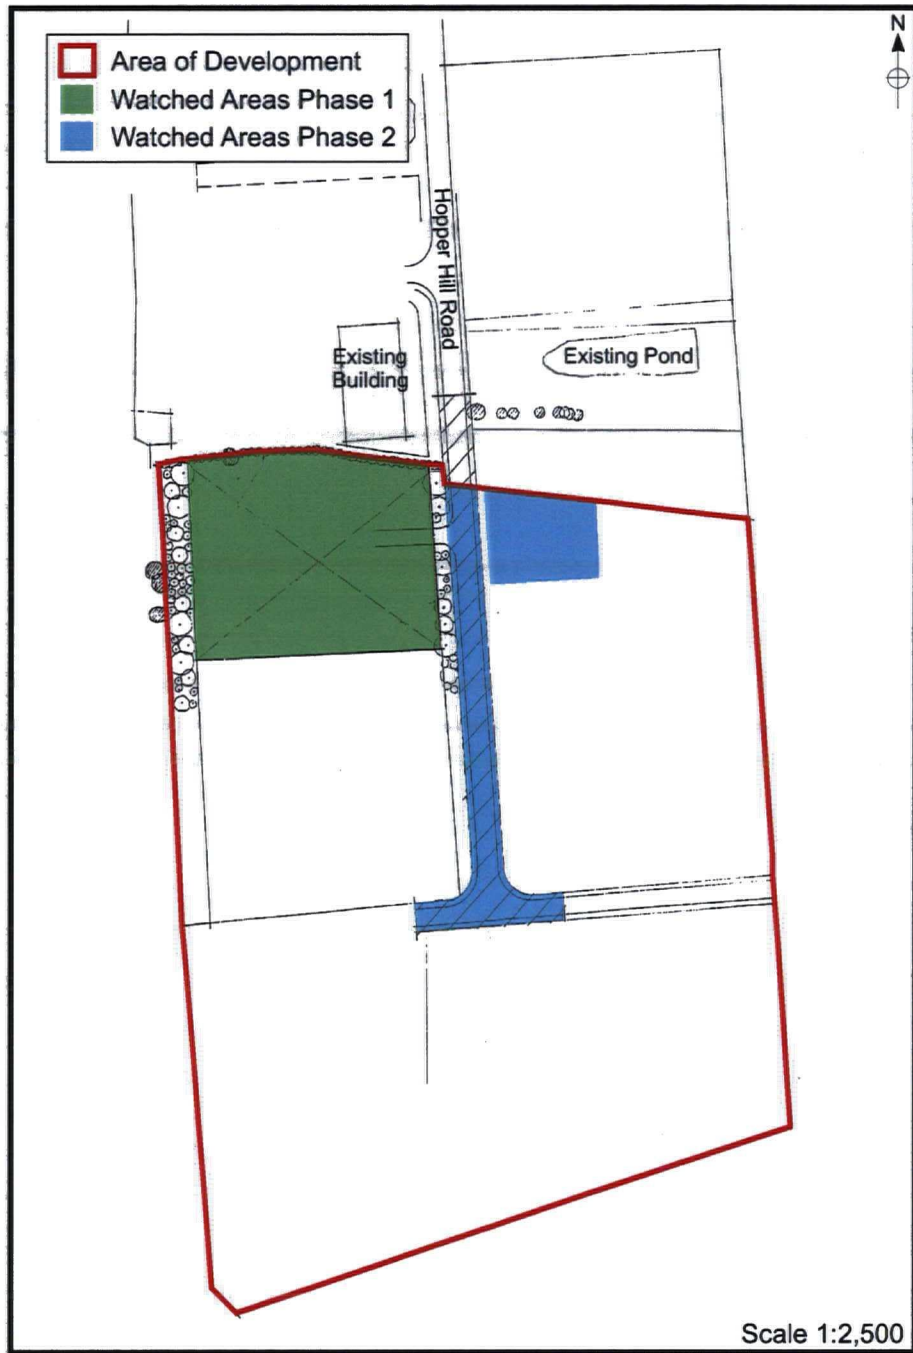 N
Area of Development
Watched Areas Phase 1
Watched Areas Phase 2
Hopper Hill Road
Existing
Building
Existing Pond
Scale 1:2,500